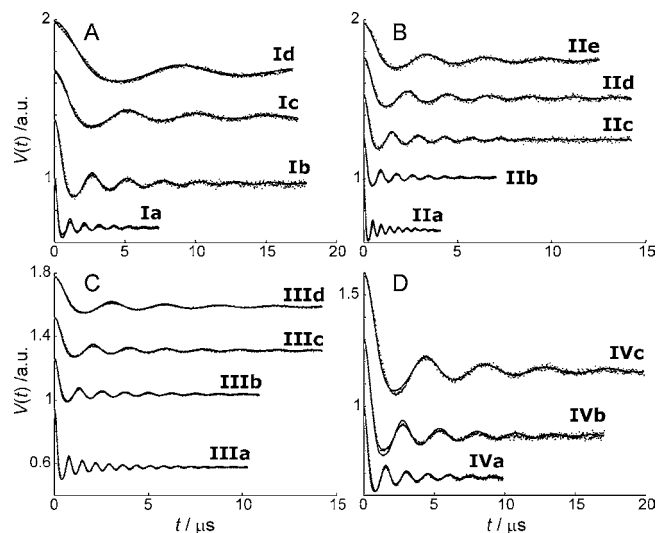 A
2
1
V(t) /a.u.
Id
Ic
Ib
Ia
0 5 10 15 20
B
IIe
IId
IIc
IIb
IIa
0 5 10 15
C
1.8
1.4
1
0.6
V(t) /a.u.
IIId
IIIc
IIIb
IIIa
0 5 10 15
t / μs
D
1.5
1
IVc
IVb
IVa
0 5 10 15 20
t / μs